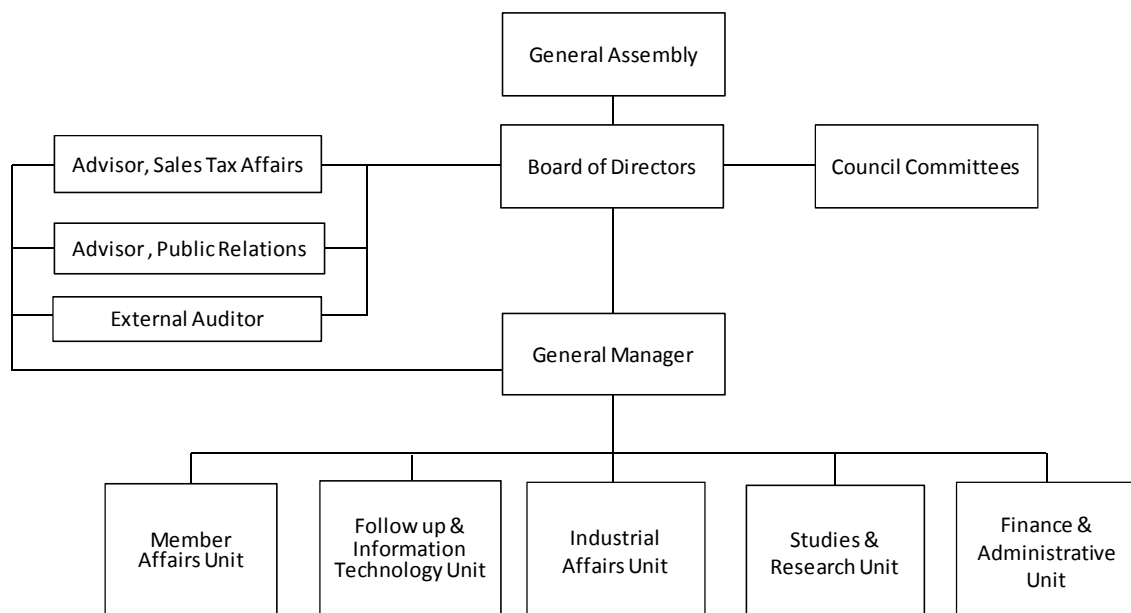 General Assembly
Advisor, Sales Tax Affairs
Board of Directors
Council Committees
Advisor , Public Relations
External Auditor
General Manager
Member
Affairs Unit
Follow up &
Information
Technology Unit
Industrial
Affairs Unit
Studies &
Research Unit
Finance &
Administrative
Unit